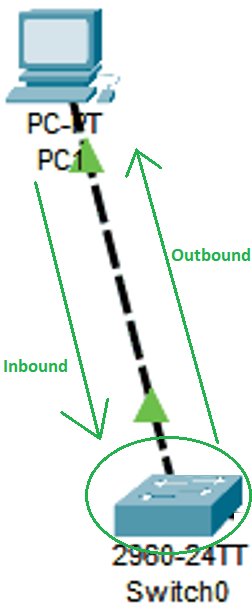 PC-PT
PC1
Outbound
Inbound
2960-24TT
Switch0